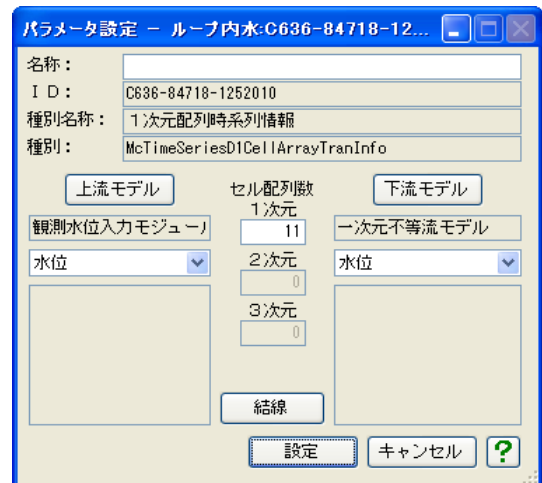 パラメータ設定 － ループ内水:C636-84718-12...
名称：
ＩＤ： C636-84718-1252010
種別名称： １次元配列時系列情報
種別： McTimeSeriesD1CellArrayTranInfo
上流モデル セル配列数 下流モデル
１次元
観測水位入力モジュール 11 一次元不等流モデル
水位 ２次元 水位
0
３次元
0
結線
設定 キャンセル ?